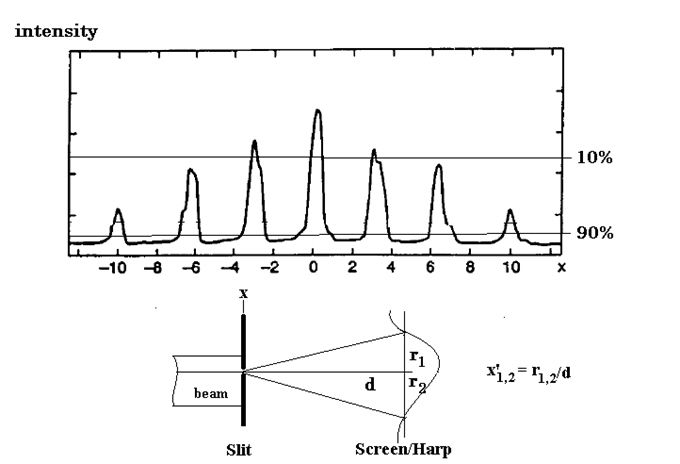 intensity
10%
90%
−10 −8 −6 −4 −2 0 2 4 6 8 10 x
x
r1
x'1,2 = r1,2/d
d r2
beam
Slit Screen/Harp